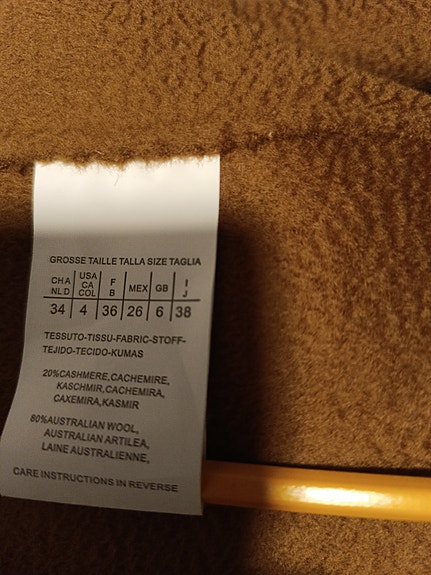 GROSSE TAILLE TALLA SIZE TAGLIA
CH A NL D USA CA COL F B MEX GB I J
34 4 36 26 6 38
TESSUTO-TISSU-FABRIC-STOFF-
TEJIDO-TECIDO-KUMAS
20%CASHMERE,CACHEMIRE,
KASCHMIR,CACHEMIRA,
CAXEMIRA,KASMIR
80%AUSTRALIAN WOOL,
AUSTRALIAN ARTILEA,
LAINE AUSTRALIENNE,
CARE INSTRUCTIONS IN REVERSE